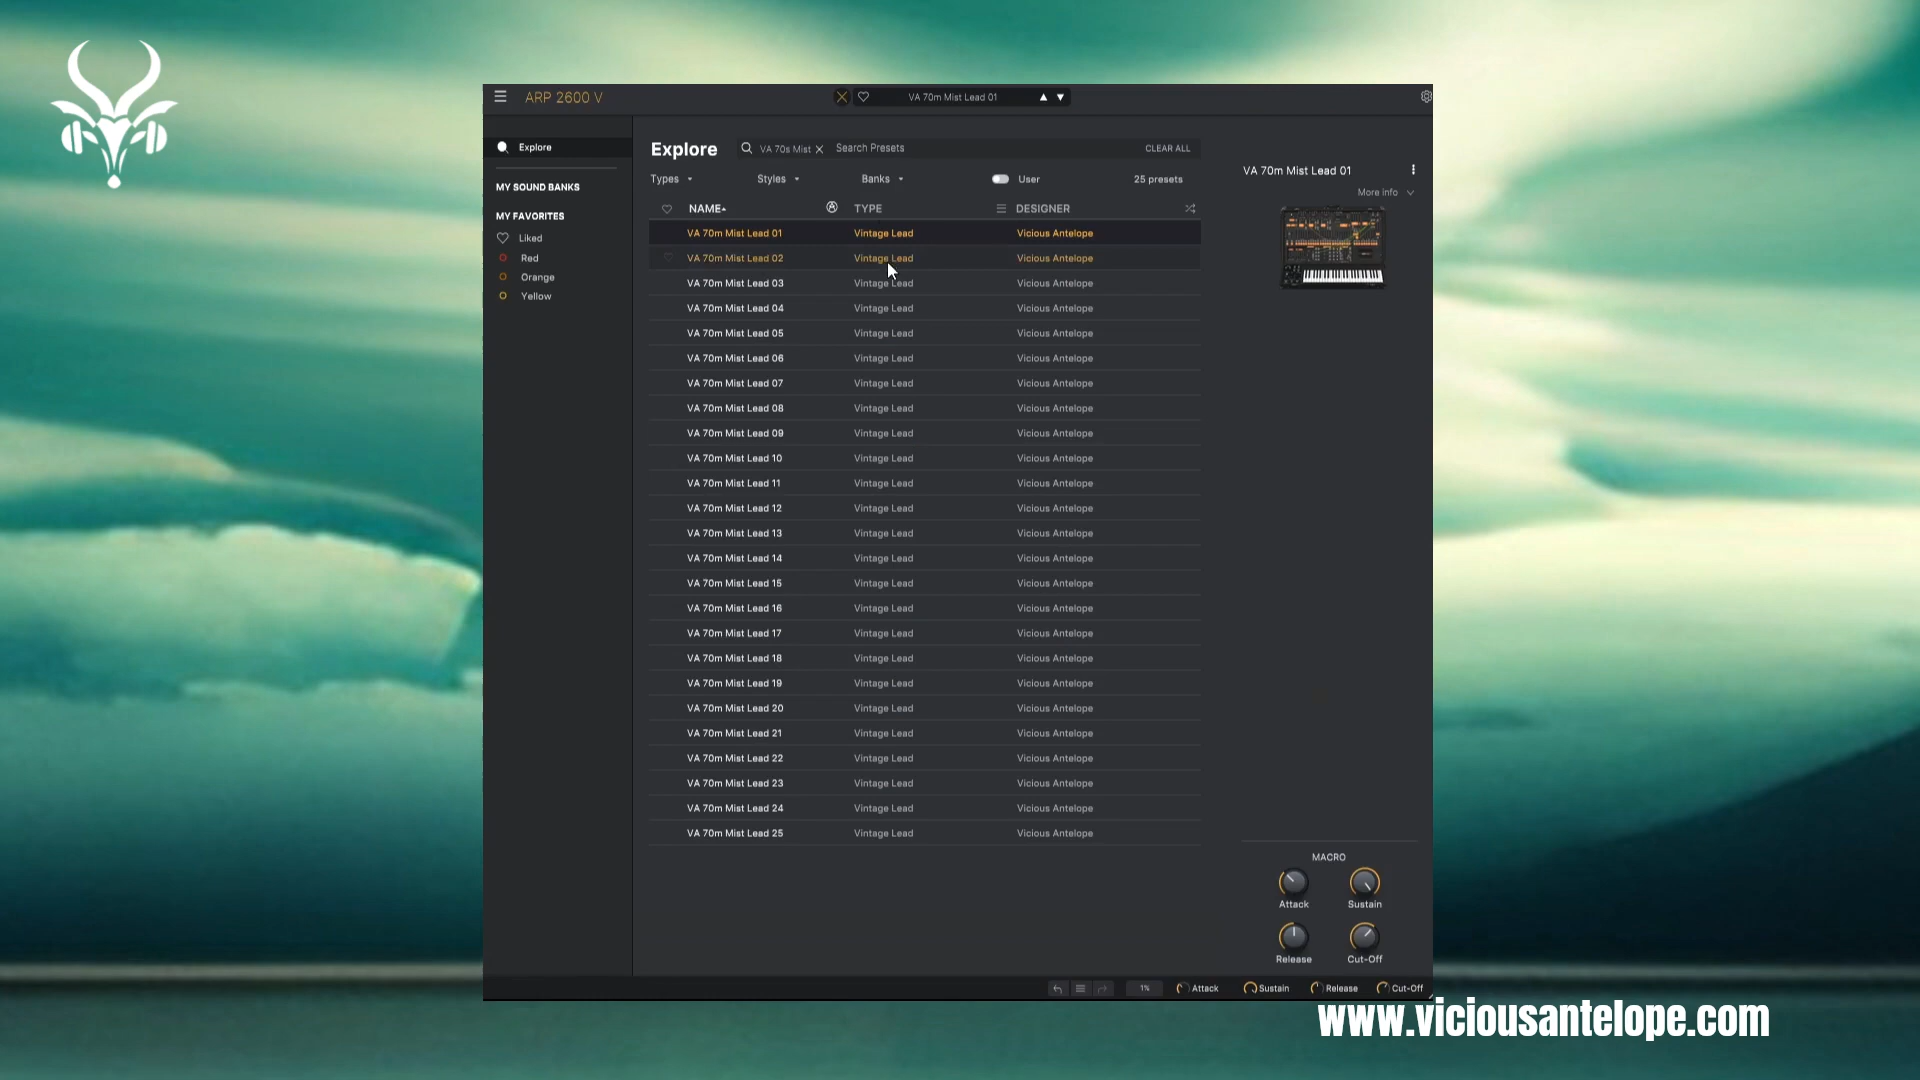 ARP 2600 V
VA 70m Mist Lead 01
Explore
MY SOUND BANKS
MY FAVORITES
Liked
Red
Orange
Yellow
Explore
VA 70s Mist
Search Presets
CLEAR ALL
Types
Styles
Banks
User
25 presets
NAME
TYPE
DESIGNER
VA 70m Mist Lead 01 Vintage Lead Vicious Antelope
VA 70m Mist Lead 02 Vintage Lead Vicious Antelope
VA 70m Mist Lead 03 Vintage Lead Vicious Antelope
VA 70m Mist Lead 04 Vintage Lead Vicious Antelope
VA 70m Mist Lead 05 Vintage Lead Vicious Antelope
VA 70m Mist Lead 06 Vintage Lead Vicious Antelope
VA 70m Mist Lead 07 Vintage Lead Vicious Antelope
VA 70m Mist Lead 08 Vintage Lead Vicious Antelope
VA 70m Mist Lead 09 Vintage Lead Vicious Antelope
VA 70m Mist Lead 10 Vintage Lead Vicious Antelope
VA 70m Mist Lead 11 Vintage Lead Vicious Antelope
VA 70m Mist Lead 12 Vintage Lead Vicious Antelope
VA 70m Mist Lead 13 Vintage Lead Vicious Antelope
VA 70m Mist Lead 14 Vintage Lead Vicious Antelope
VA 70m Mist Lead 15 Vintage Lead Vicious Antelope
VA 70m Mist Lead 16 Vintage Lead Vicious Antelope
VA 70m Mist Lead 17 Vintage Lead Vicious Antelope
VA 70m Mist Lead 18 Vintage Lead Vicious Antelope
VA 70m Mist Lead 19 Vintage Lead Vicious Antelope
VA 70m Mist Lead 20 Vintage Lead Vicious Antelope
VA 70m Mist Lead 21 Vintage Lead Vicious Antelope
VA 70m Mist Lead 22 Vintage Lead Vicious Antelope
VA 70m Mist Lead 23 Vintage Lead Vicious Antelope
VA 70m Mist Lead 24 Vintage Lead Vicious Antelope
VA 70m Mist Lead 25 Vintage Lead Vicious Antelope
VA 70m Mist Lead 01
More info
MACRO
Attack
Sustain
Release
Cut-Off
1%
Attack
Sustain
Release
Cut-Off
www.viciousantelope.com